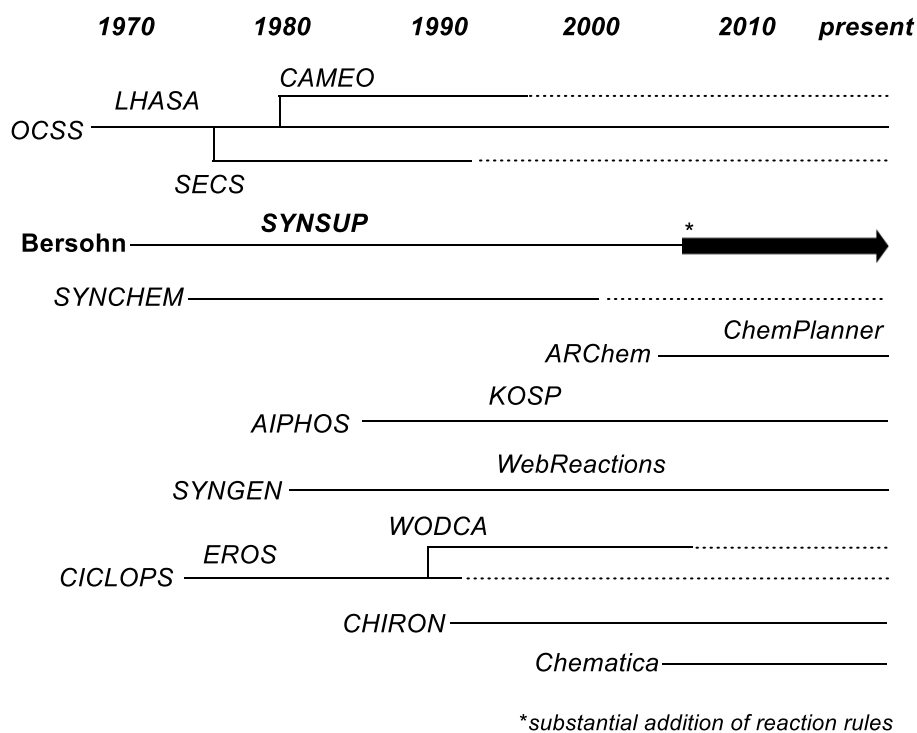 1970 1980 1990 2000 2010 present
CAMEO
LHASA
OCSS
SECS
SYNSUP
*
Bersohn
SYNCHEM
ChemPlanner
ARChem
KOSP
AIPHOS
WebReactions
SYNGEN
WODCA
EROS
CICLOPS
CHIRON
Chematica
*substantial addition of reaction rules